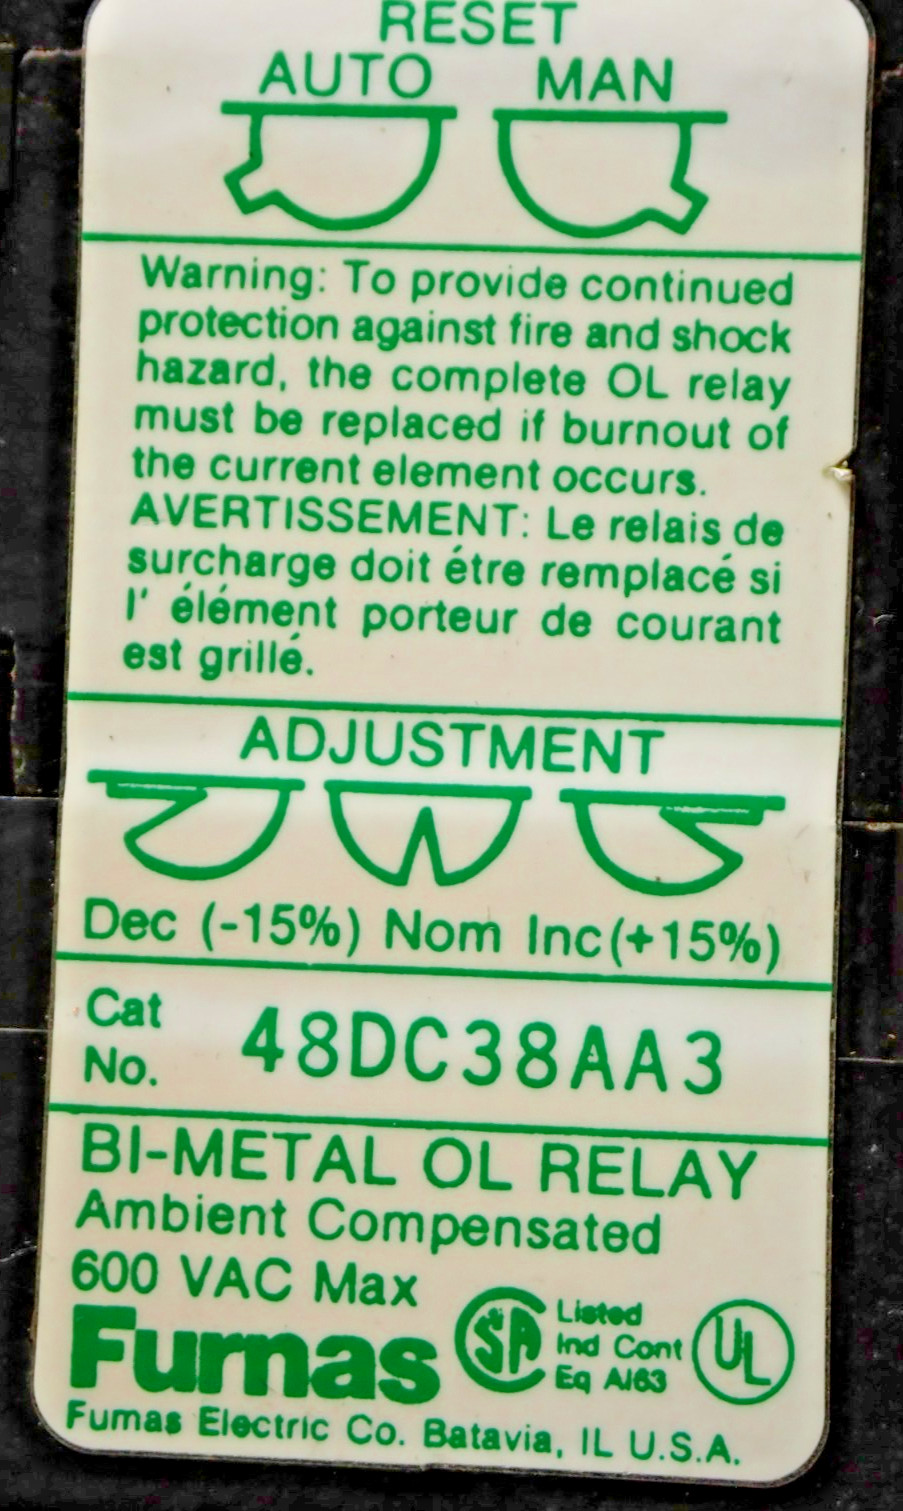 RESET
AUTO MAN
Warning: To provide continued
protection against fire and shock
hazard, the complete OL relay
must be replaced if burnout of
the current element occurs.
AVERTISSEMENT: Le relais de
surcharge doit étre remplacé si
l' élément porteur de courant
est grillé.
ADJUSTMENT
Dec (-15%) Nom Inc(+15%)
Cat No. 48DC38AA3
BI-METAL OL RELAY
Ambient Compensated
600 VAC Max
Furnas SA Listed Ind Cont Eq AI63 UL
Furnas Electric Co. Batavia, IL U.S.A.